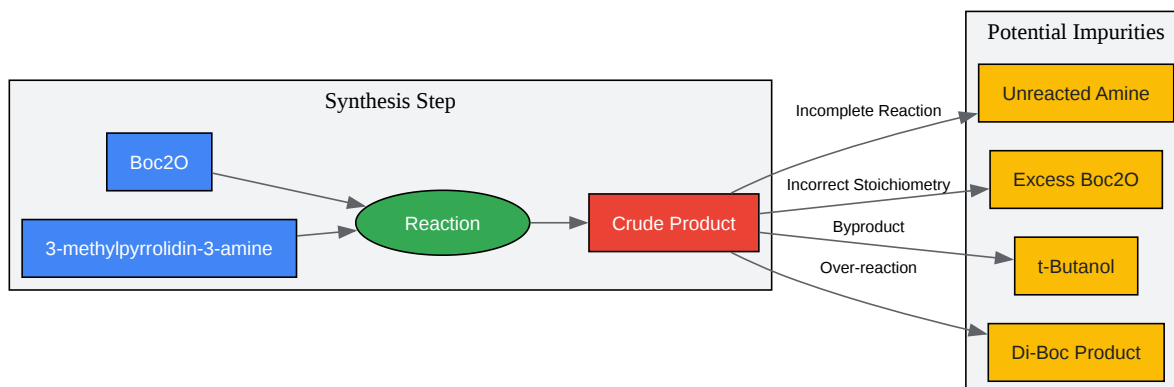 Potential Impurities
Synthesis Step
Unreacted Amine
Incomplete Reaction
Boc2O
Incorrect Stoichiometry
Excess Boc2O
Reaction
Crude Product
Byproduct
3-methylpyrrolidin-3-amine
t-Butanol
Over-reaction
Di-Boc Product